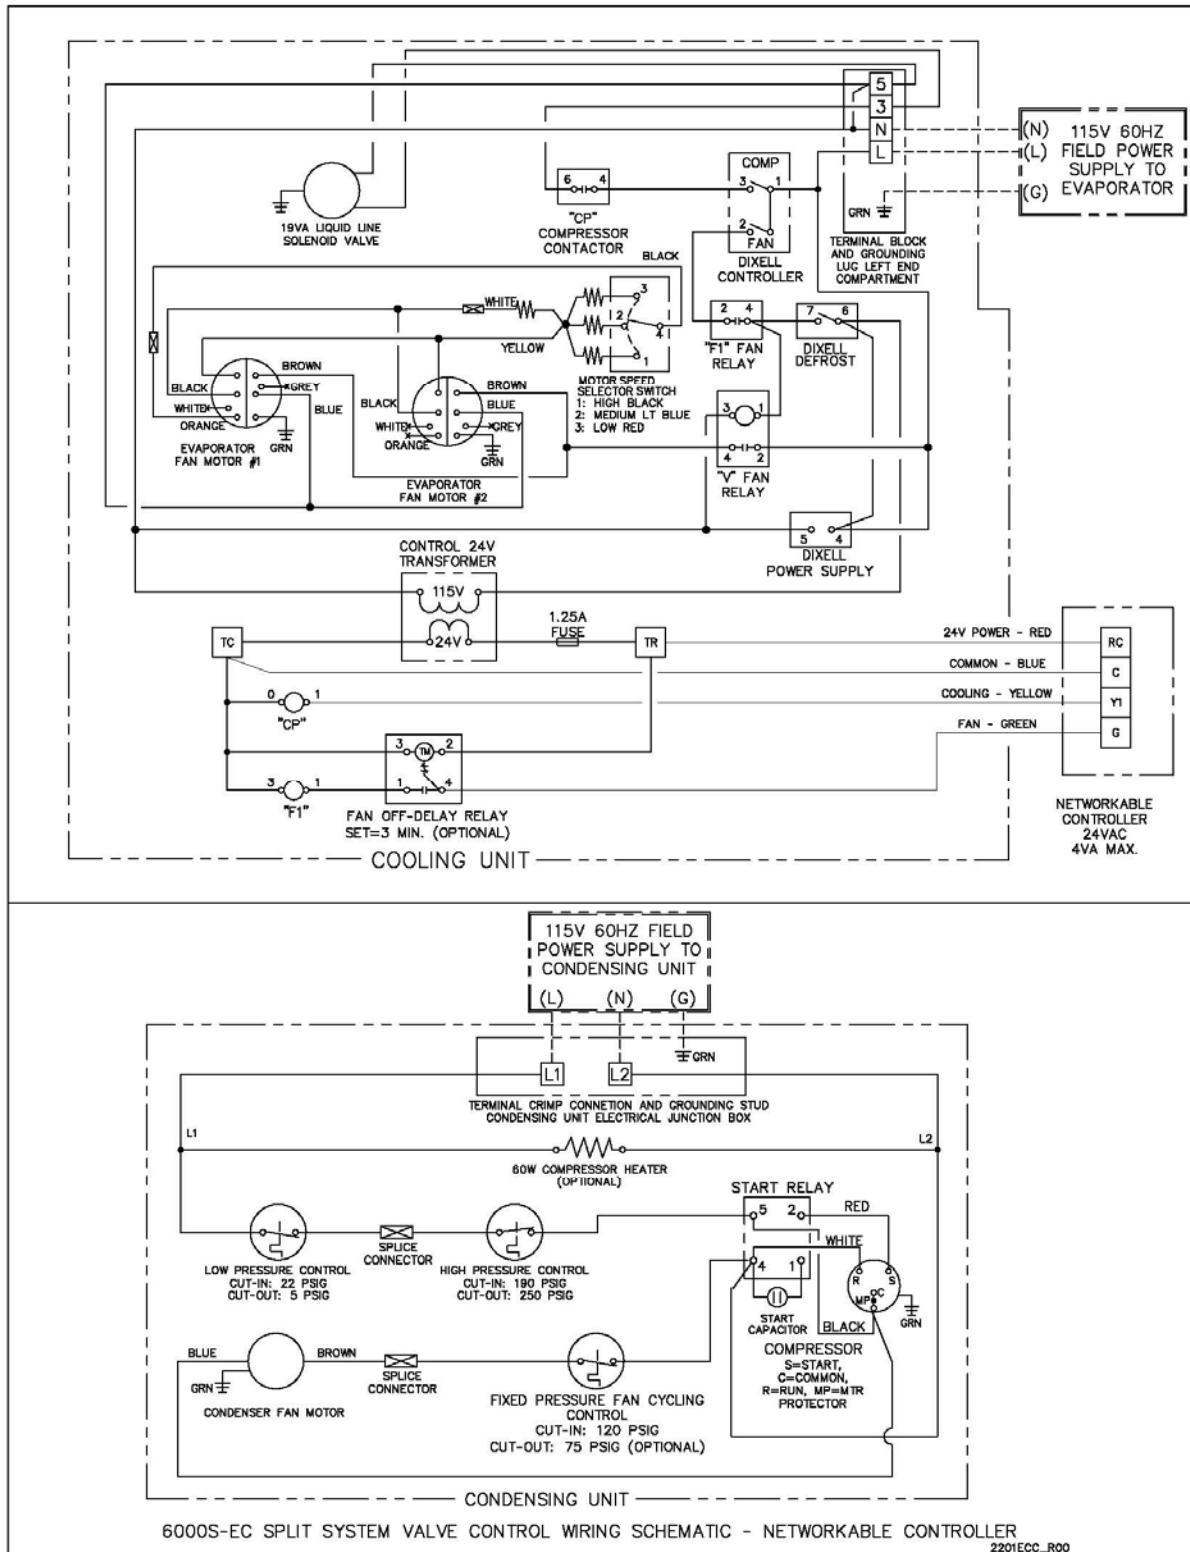 5
3
N
L
(N)
(L)
(G)
115V 60HZ
FIELD POWER
SUPPLY TO
EVAPORATOR
GRN
TERMINAL BLOCK
AND GROUNDING
LUG LEFT END
COMPARTMENT
19VA LIQUID LINE
SOLENOID VALVE
6 4
"CP"
COMPRESSOR
CONTACTOR
COMP
3 1
2
FAN
DIXELL
CONTROLLER
BLACK
WHITE
YELLOW
3
2
4
1
MOTOR SPEED
SELECTOR SWITCH
1: HIGH BLACK
2: MEDIUM LT BLUE
3: LOW RED
2 4
"F1" FAN
RELAY
7 6
DIXELL
DEFROST
BROWN
BLACK
GREY
WHITE
BLUE
ORANGE
GRN
EVAPORATOR
FAN MOTOR #1
BROWN
BLACK
BLUE
WHITE
GREY
ORANGE
GRN
EVAPORATOR
FAN MOTOR #2
3 1
4 2
"V" FAN
RELAY
5 4
DIXELL
POWER SUPPLY
CONTROL 24V
TRANSFORMER
115V
24V
1.25A
FUSE
TC
TR
24V POWER - RED
COMMON - BLUE
COOLING - YELLOW
FAN - GREEN
RC
C
Y1
G
0 1
"CP"
3 TM 2
1 4
3 1
"F1"
FAN OFF-DELAY RELAY
SET=3 MIN. (OPTIONAL)
NETWORKABLE
CONTROLLER
24VAC
4VA MAX.
COOLING UNIT
115V 60HZ FIELD
POWER SUPPLY TO
CONDENSING UNIT
(L) (N) (G)
GRN
L1 L2
TERMINAL CRIMP CONNETION AND GROUNDING STUD
CONDENSING UNIT ELECTRICAL JUNCTION BOX
L1
L2
60W COMPRESSOR HEATER
(OPTIONAL)
START RELAY
5 2
RED
WHITE
4 1
START
CAPACITOR
BLACK
R S
C
MP
GRN
COMPRESSOR
S=START,
C=COMMON,
R=RUN, MP=MTR
PROTECTOR
LOW PRESSURE CONTROL
CUT-IN: 22 PSIG
CUT-OUT: 5 PSIG
SPLICE
CONNECTOR
HIGH PRESSURE CONTROL
CUT-IN: 190 PSIG
CUT-OUT: 250 PSIG
BLUE
BROWN
GRN
CONDENSER FAN MOTOR
SPLICE
CONNECTOR
FIXED PRESSURE FAN CYCLING
CONTROL
CUT-IN: 120 PSIG
CUT-OUT: 75 PSIG (OPTIONAL)
CONDENSING UNIT
6000S-EC SPLIT SYSTEM VALVE CONTROL WIRING SCHEMATIC - NETWORKABLE CONTROLLER
2201ECC_R00